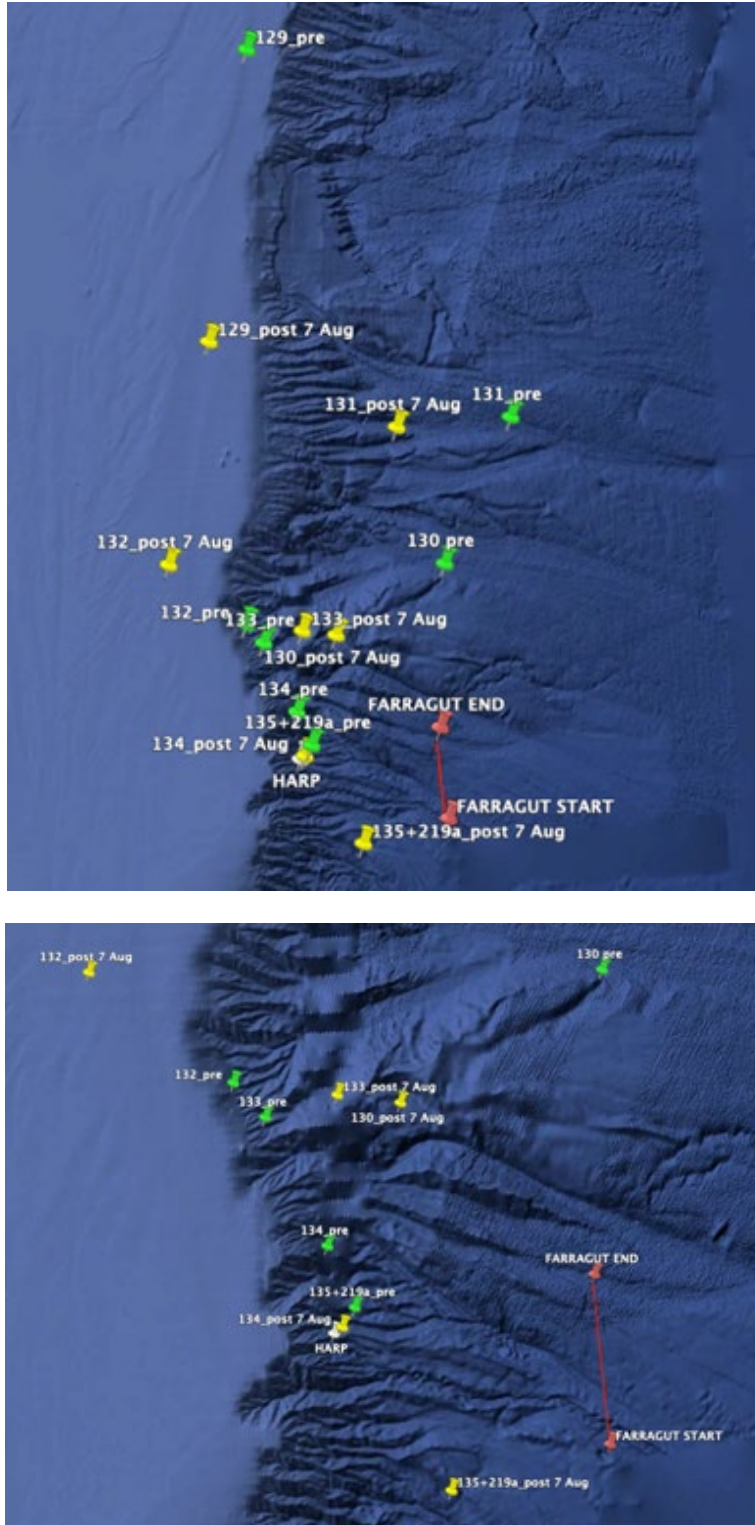 129_pre
129_post 7 Aug
131_post 7 Aug
131_pre
132_post 7 Aug
130 pre
132_pre
133_pre
133_post 7 Aug
130_post 7 Aug
134_pre
FARRAGUT END
135+219a_pre
134_post 7 Aug
HARP
FARRAGUT START
135+219a_post 7 Aug
132_post 7 Aug
130 pre
132_pre
133_post 7 Aug
133_pre
130_post 7 Aug
134_pre
FARRAGUT END
135+219a_pre
134_post 7 Aug
HARP
FARRAGUT START
135+219a_post 7 Aug